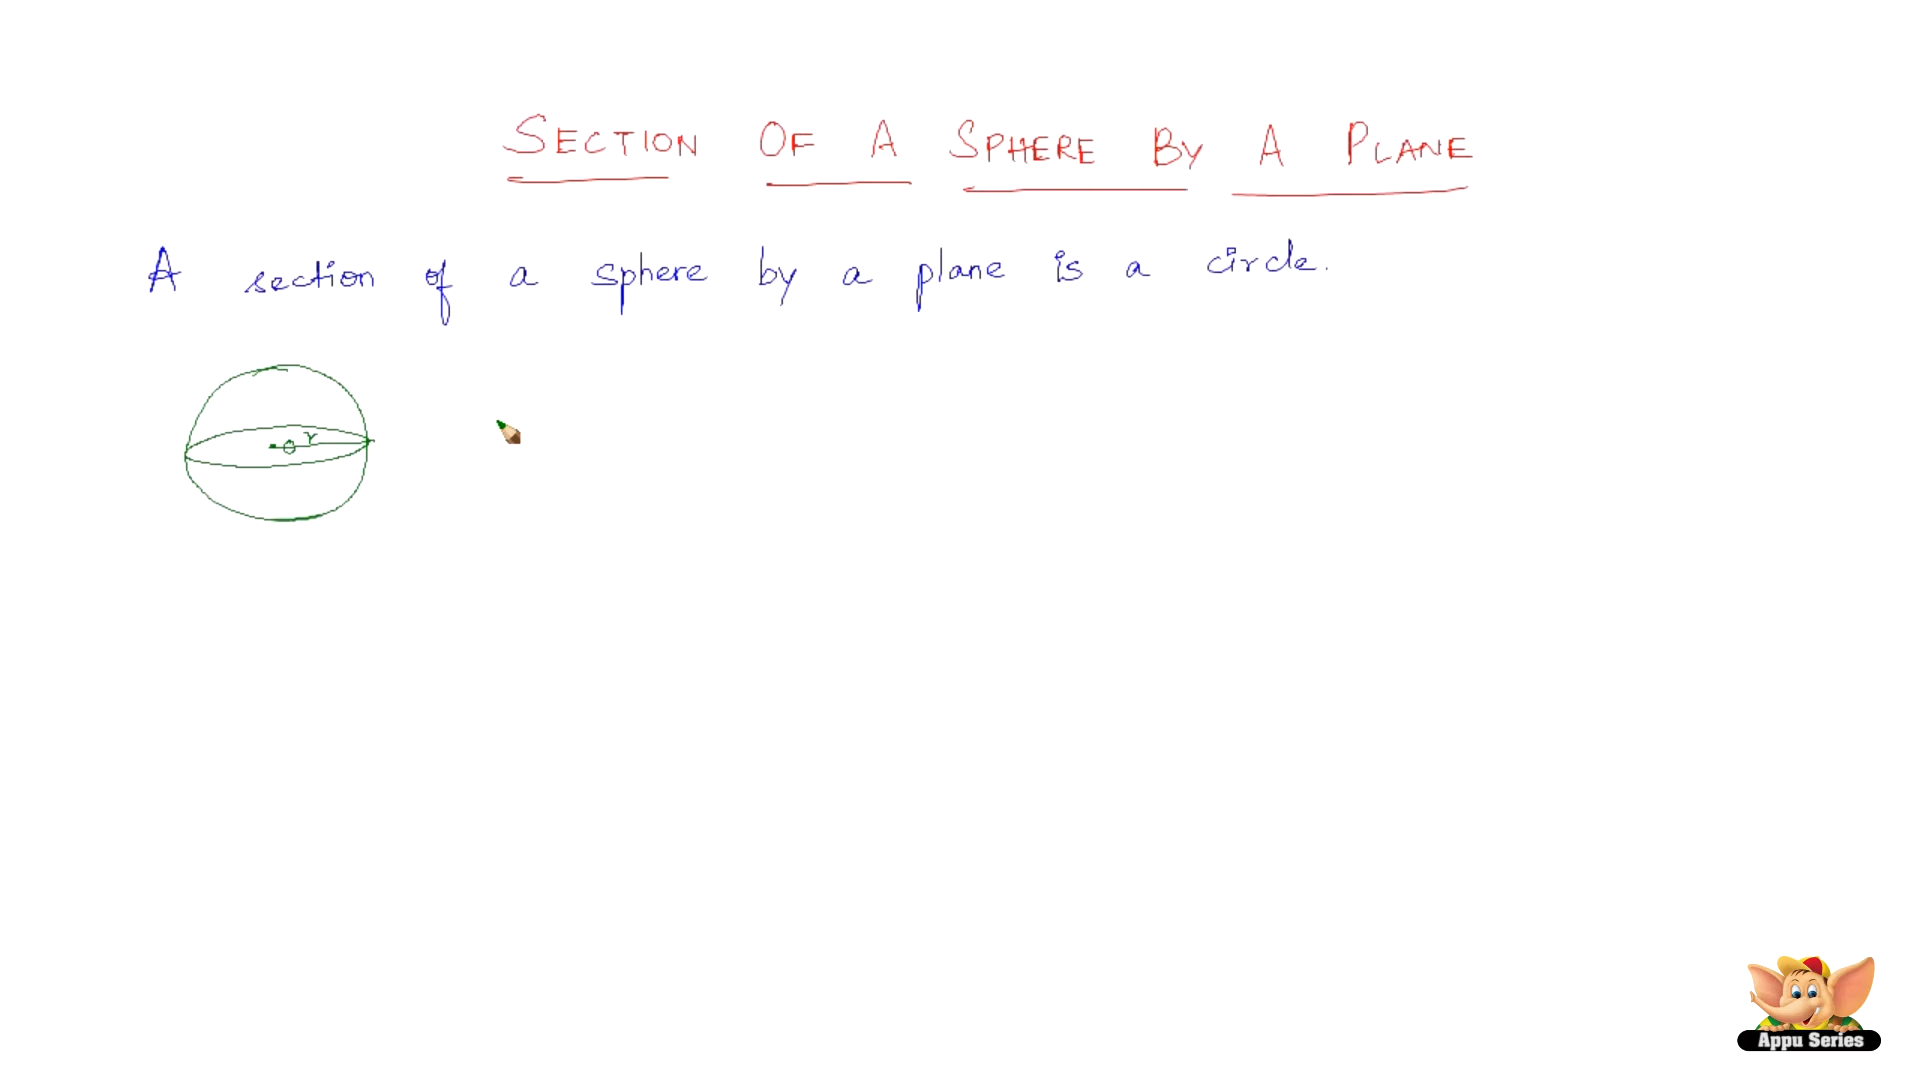 SECTION OF A SPHERE BY A PLANE
A section of a sphere by a plane is a circle.
O r
Appu Series